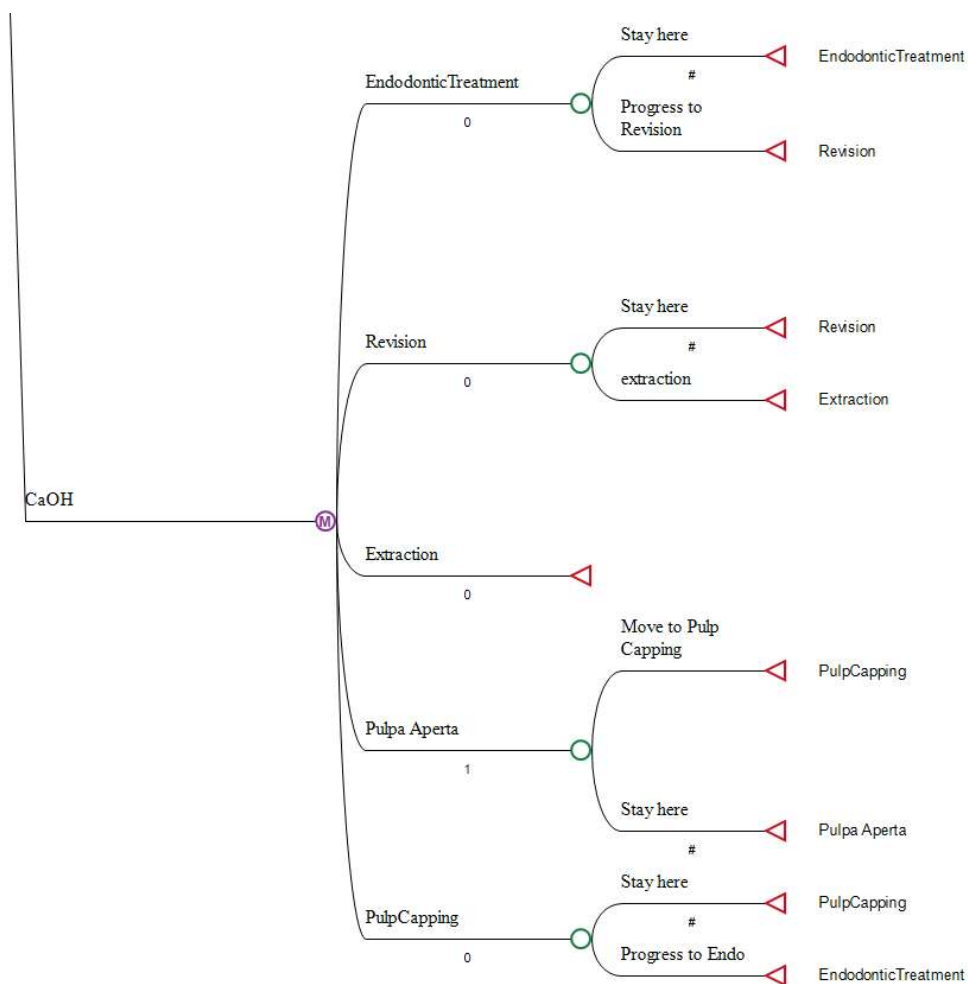 Stay here
EndodonticTreatment
#
EndodonticTreatment
0
Progress to
Revision
Revision
Stay here
Revision
#
Revision
0
extraction
Extraction
CaOH
M
Extraction
0
Move to Pulp
Capping
PulpCapping
Pulpa Aperta
1
Stay here
Pulpa Aperta
#
Stay here
PulpCapping
#
PulpCapping
0
Progress to Endo
EndodonticTreatment